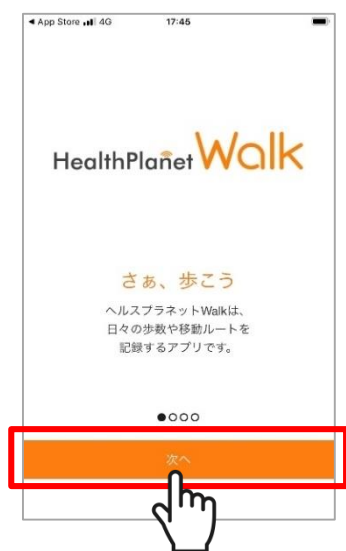 App Store 4G 17:45
HealthPlanet Walk
さぁ、歩こう
ヘルスプラネットWalkは、
日々の歩数や移動ルートを
記録するアプリです。
次へ